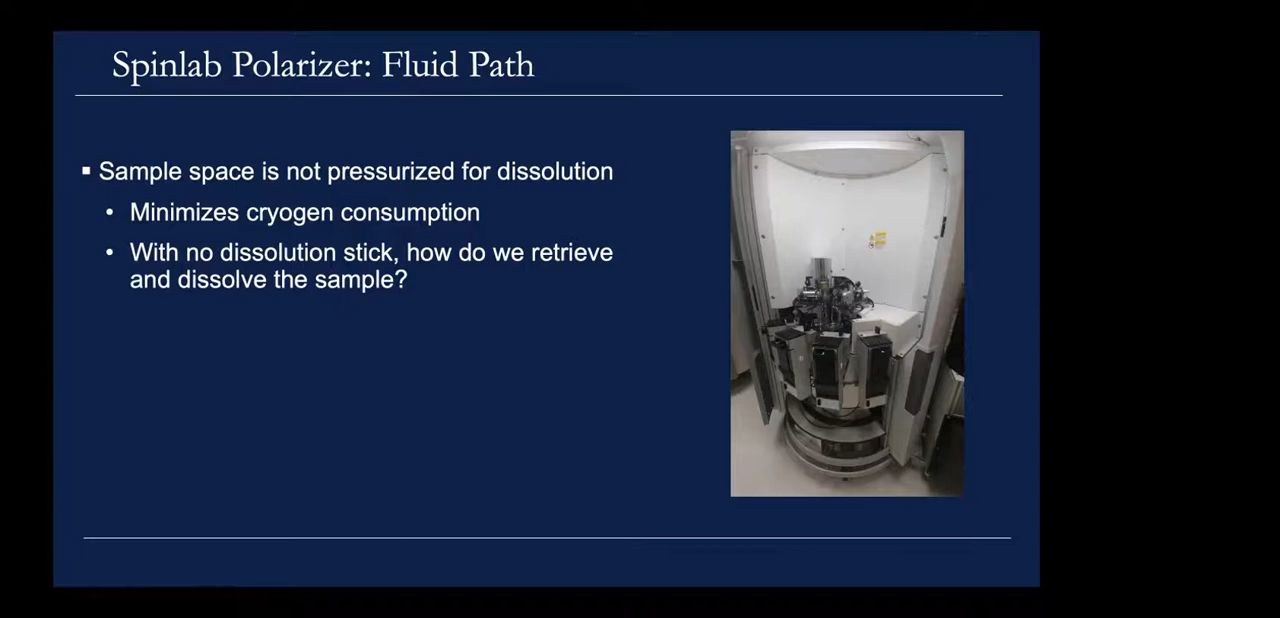 Spinlab Polarizer: Fluid Path
▪ Sample space is not pressurized for dissolution
• Minimizes cryogen consumption
• With no dissolution stick, how do we retrieve
and dissolve the sample?